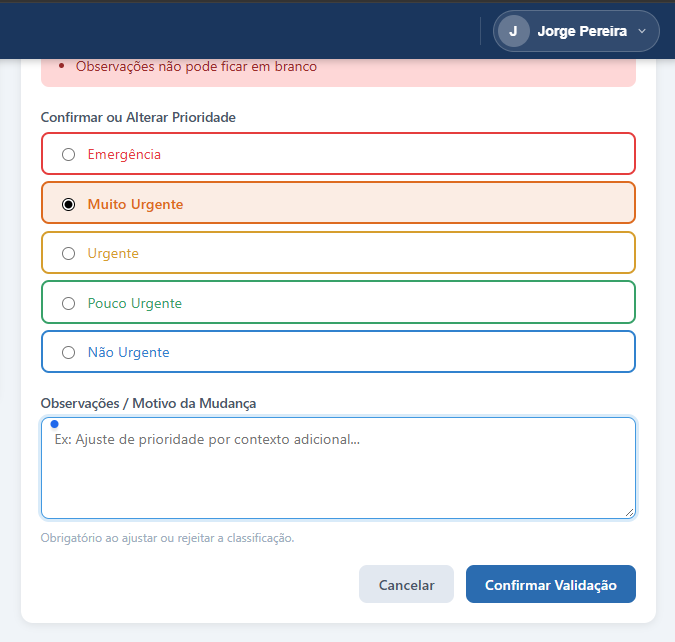 J Jorge Pereira
Observações não pode ficar em branco
Confirmar ou Alterar Prioridade
Emergência
Muito Urgente
Urgente
Pouco Urgente
Não Urgente
Observações / Motivo da Mudança
Ex: Ajuste de prioridade por contexto adicional...
Obrigatório ao ajustar ou rejeitar a classificação.
Cancelar Confirmar Validação